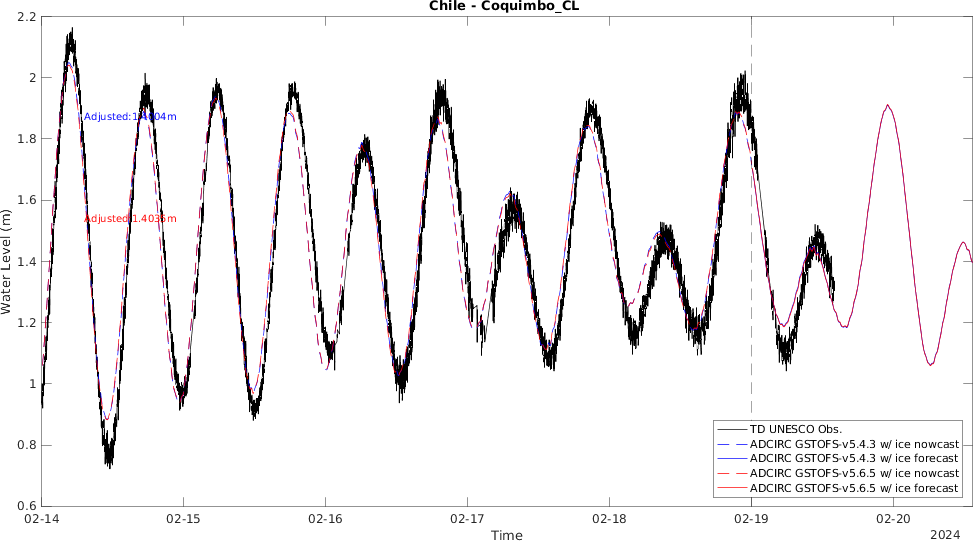 Chile - Coquimbo_CL
2.2
2
1.8
1.6
1.4
1.2
1
0.8
0.6
Water Level (m)
Adjusted:1.4004m
Adjusted:1.4035m
TD UNESCO Obs.
ADCIRC GSTOFS-v5.4.3 w/ ice nowcast
ADCIRC GSTOFS-v5.4.3 w/ ice forecast
ADCIRC GSTOFS-v5.6.5 w/ ice nowcast
ADCIRC GSTOFS-v5.6.5 w/ ice forecast
02-14 02-15 02-16 02-17 02-18 02-19 02-20
Time
2024